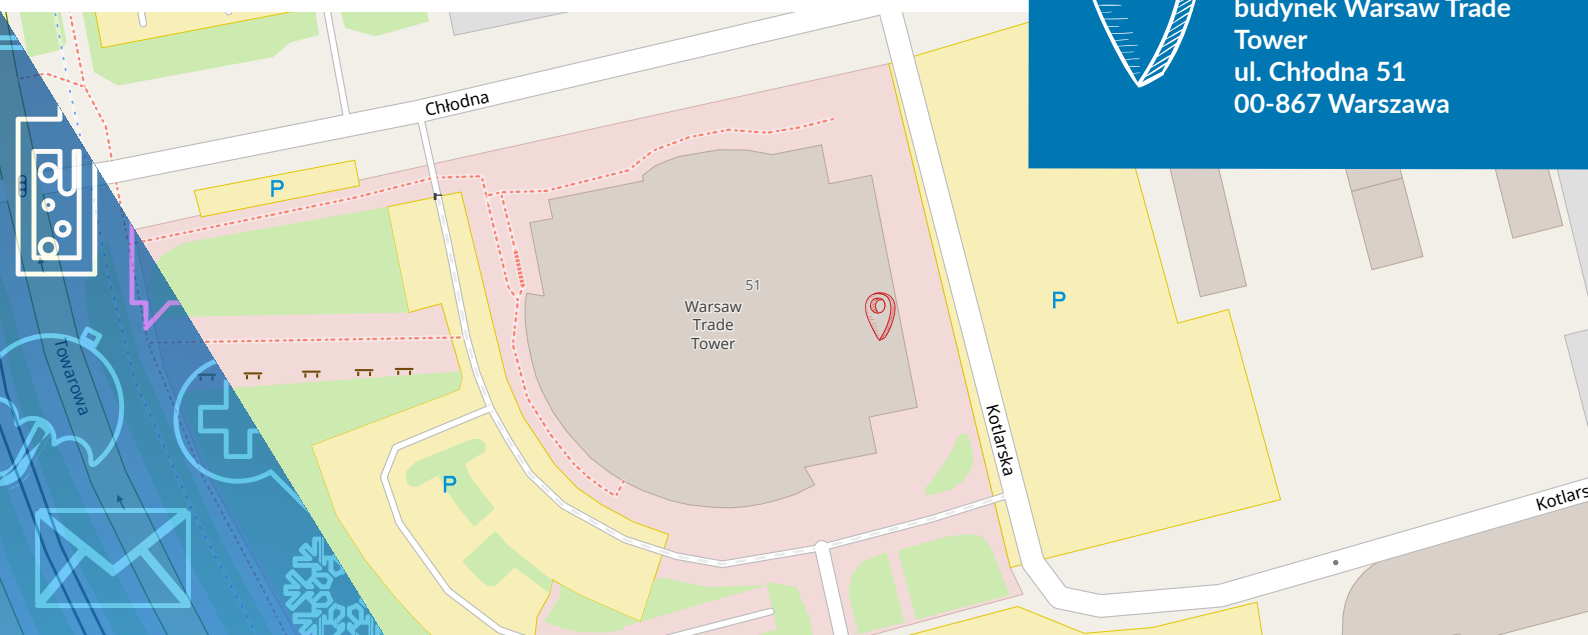 budynek Warsaw Trade
Tower
ul. Chłodna 51
00-867 Warszawa
Chłodna
P
51
Warsaw
Trade
Tower
P
Towarowa
Kotlarska
P
Kotlars